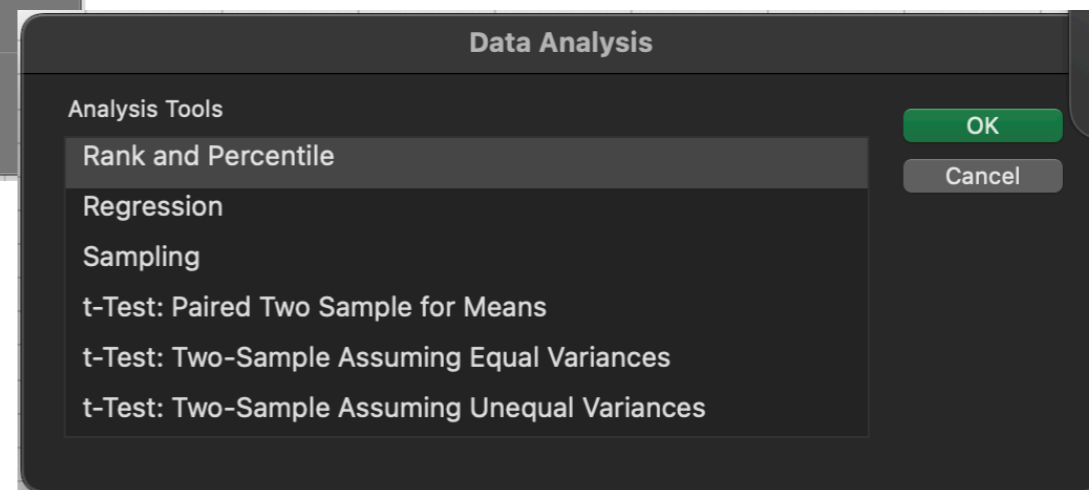 Data Analysis
Analysis Tools
OK
Rank and Percentile
Cancel
Regression
Sampling
t-Test: Paired Two Sample for Means
t-Test: Two-Sample Assuming Equal Variances
t-Test: Two-Sample Assuming Unequal Variances